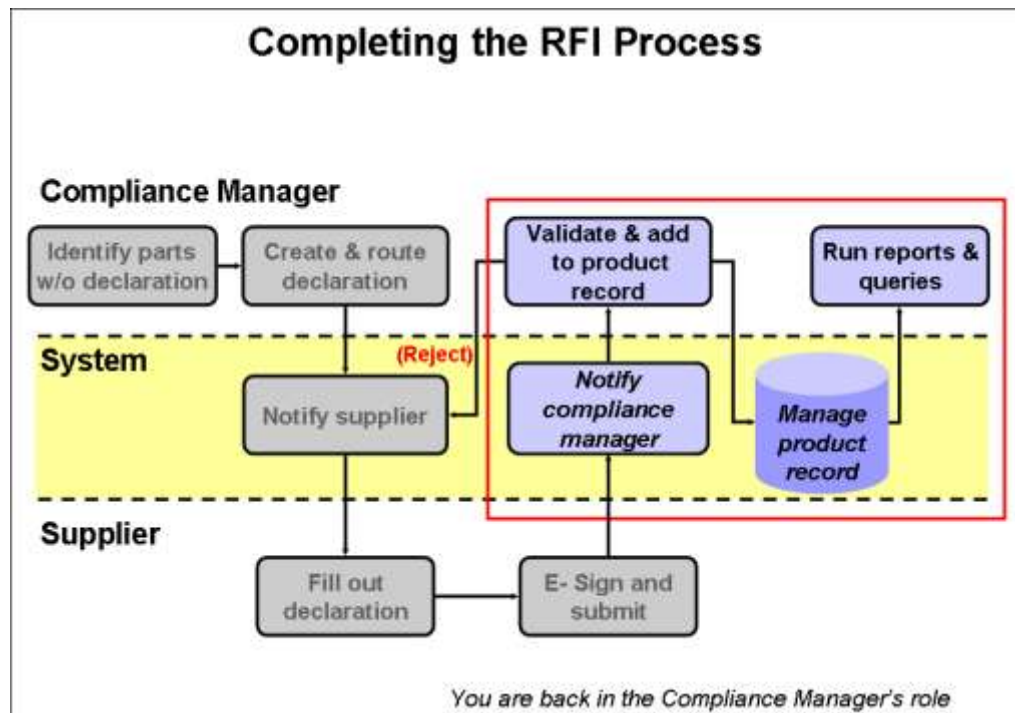 Completing the RFI Process
Compliance Manager
Identify parts
w/o declaration
Create & route
declaration
Validate & add
to product
record
Run reports &
queries
System
(Reject)
Notify supplier
Notify
compliance
manager
Manage
product
record
Supplier
Fill out
declaration
E- Sign and
submit
You are back in the Compliance Manager's role